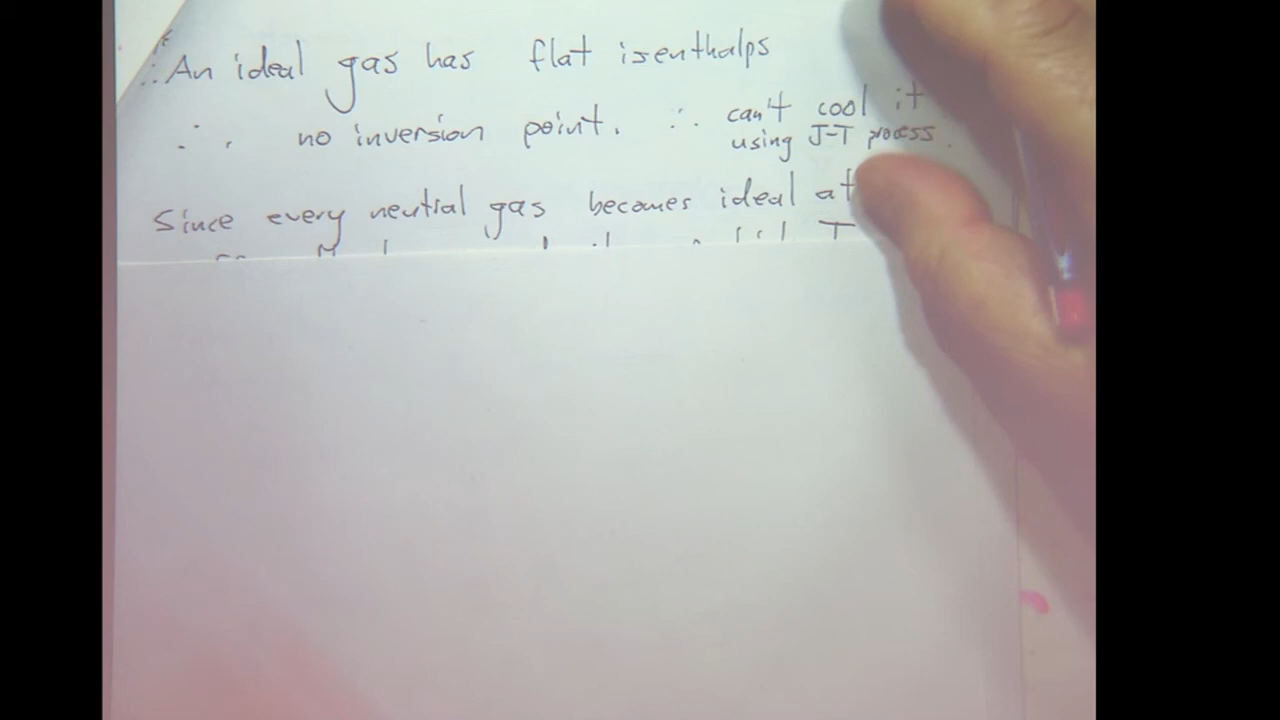 ∴ An ideal gas has flat isenthalps
∴ no inversion point. ∴ can't cool it
using J-T process.
Since every neutral gas becomes ideal at